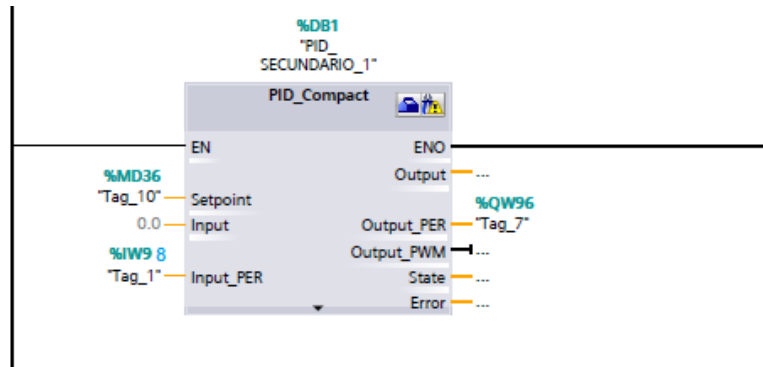 %DB1
"PID_
SECUNDARIO_1"
PID_Compact
EN ENO
Output ...
%MD36
"Tag_10" Setpoint
%QW96
0.0 Input Output_PER "Tag_7"
%IW9 8 Output_PWM ...
"Tag_1" Input_PER State ...
Error ...